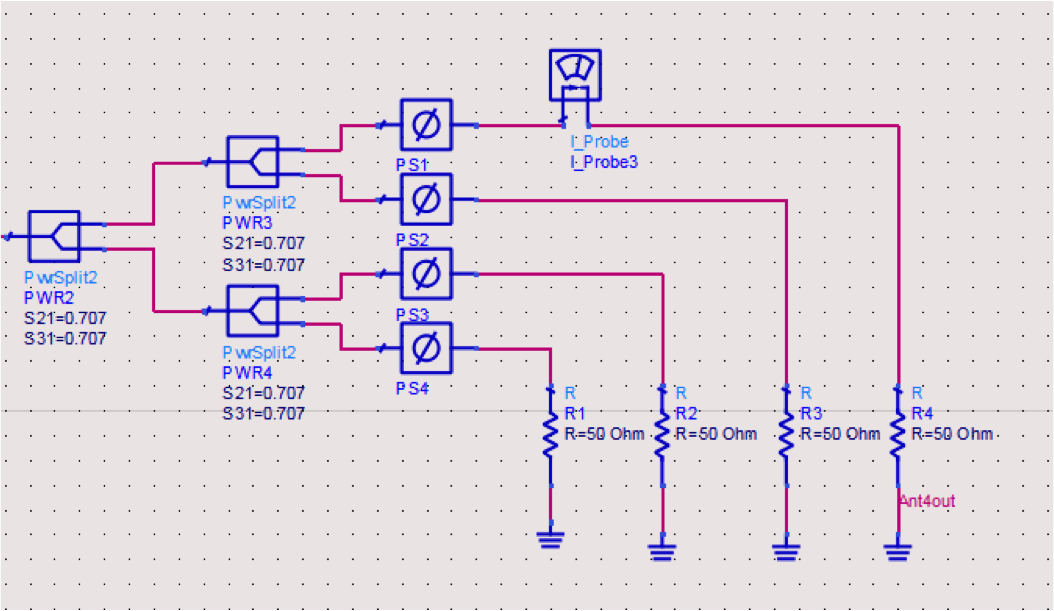 I_Probe
I_Probe3
PS1
PwrSplit2
PWR3
S21=0.707
S31=0.707
PS2
PwrSplit2
PWR2
S21=0.707
S31=0.707
PS3
PwrSplit2
PWR4
S21=0.707
S31=0.707
PS4
R
R1
R=50 Ohm
R
R2
R=50 Ohm
R
R3
R=50 Ohm
R
R4
R=50 Ohm
Ant4out